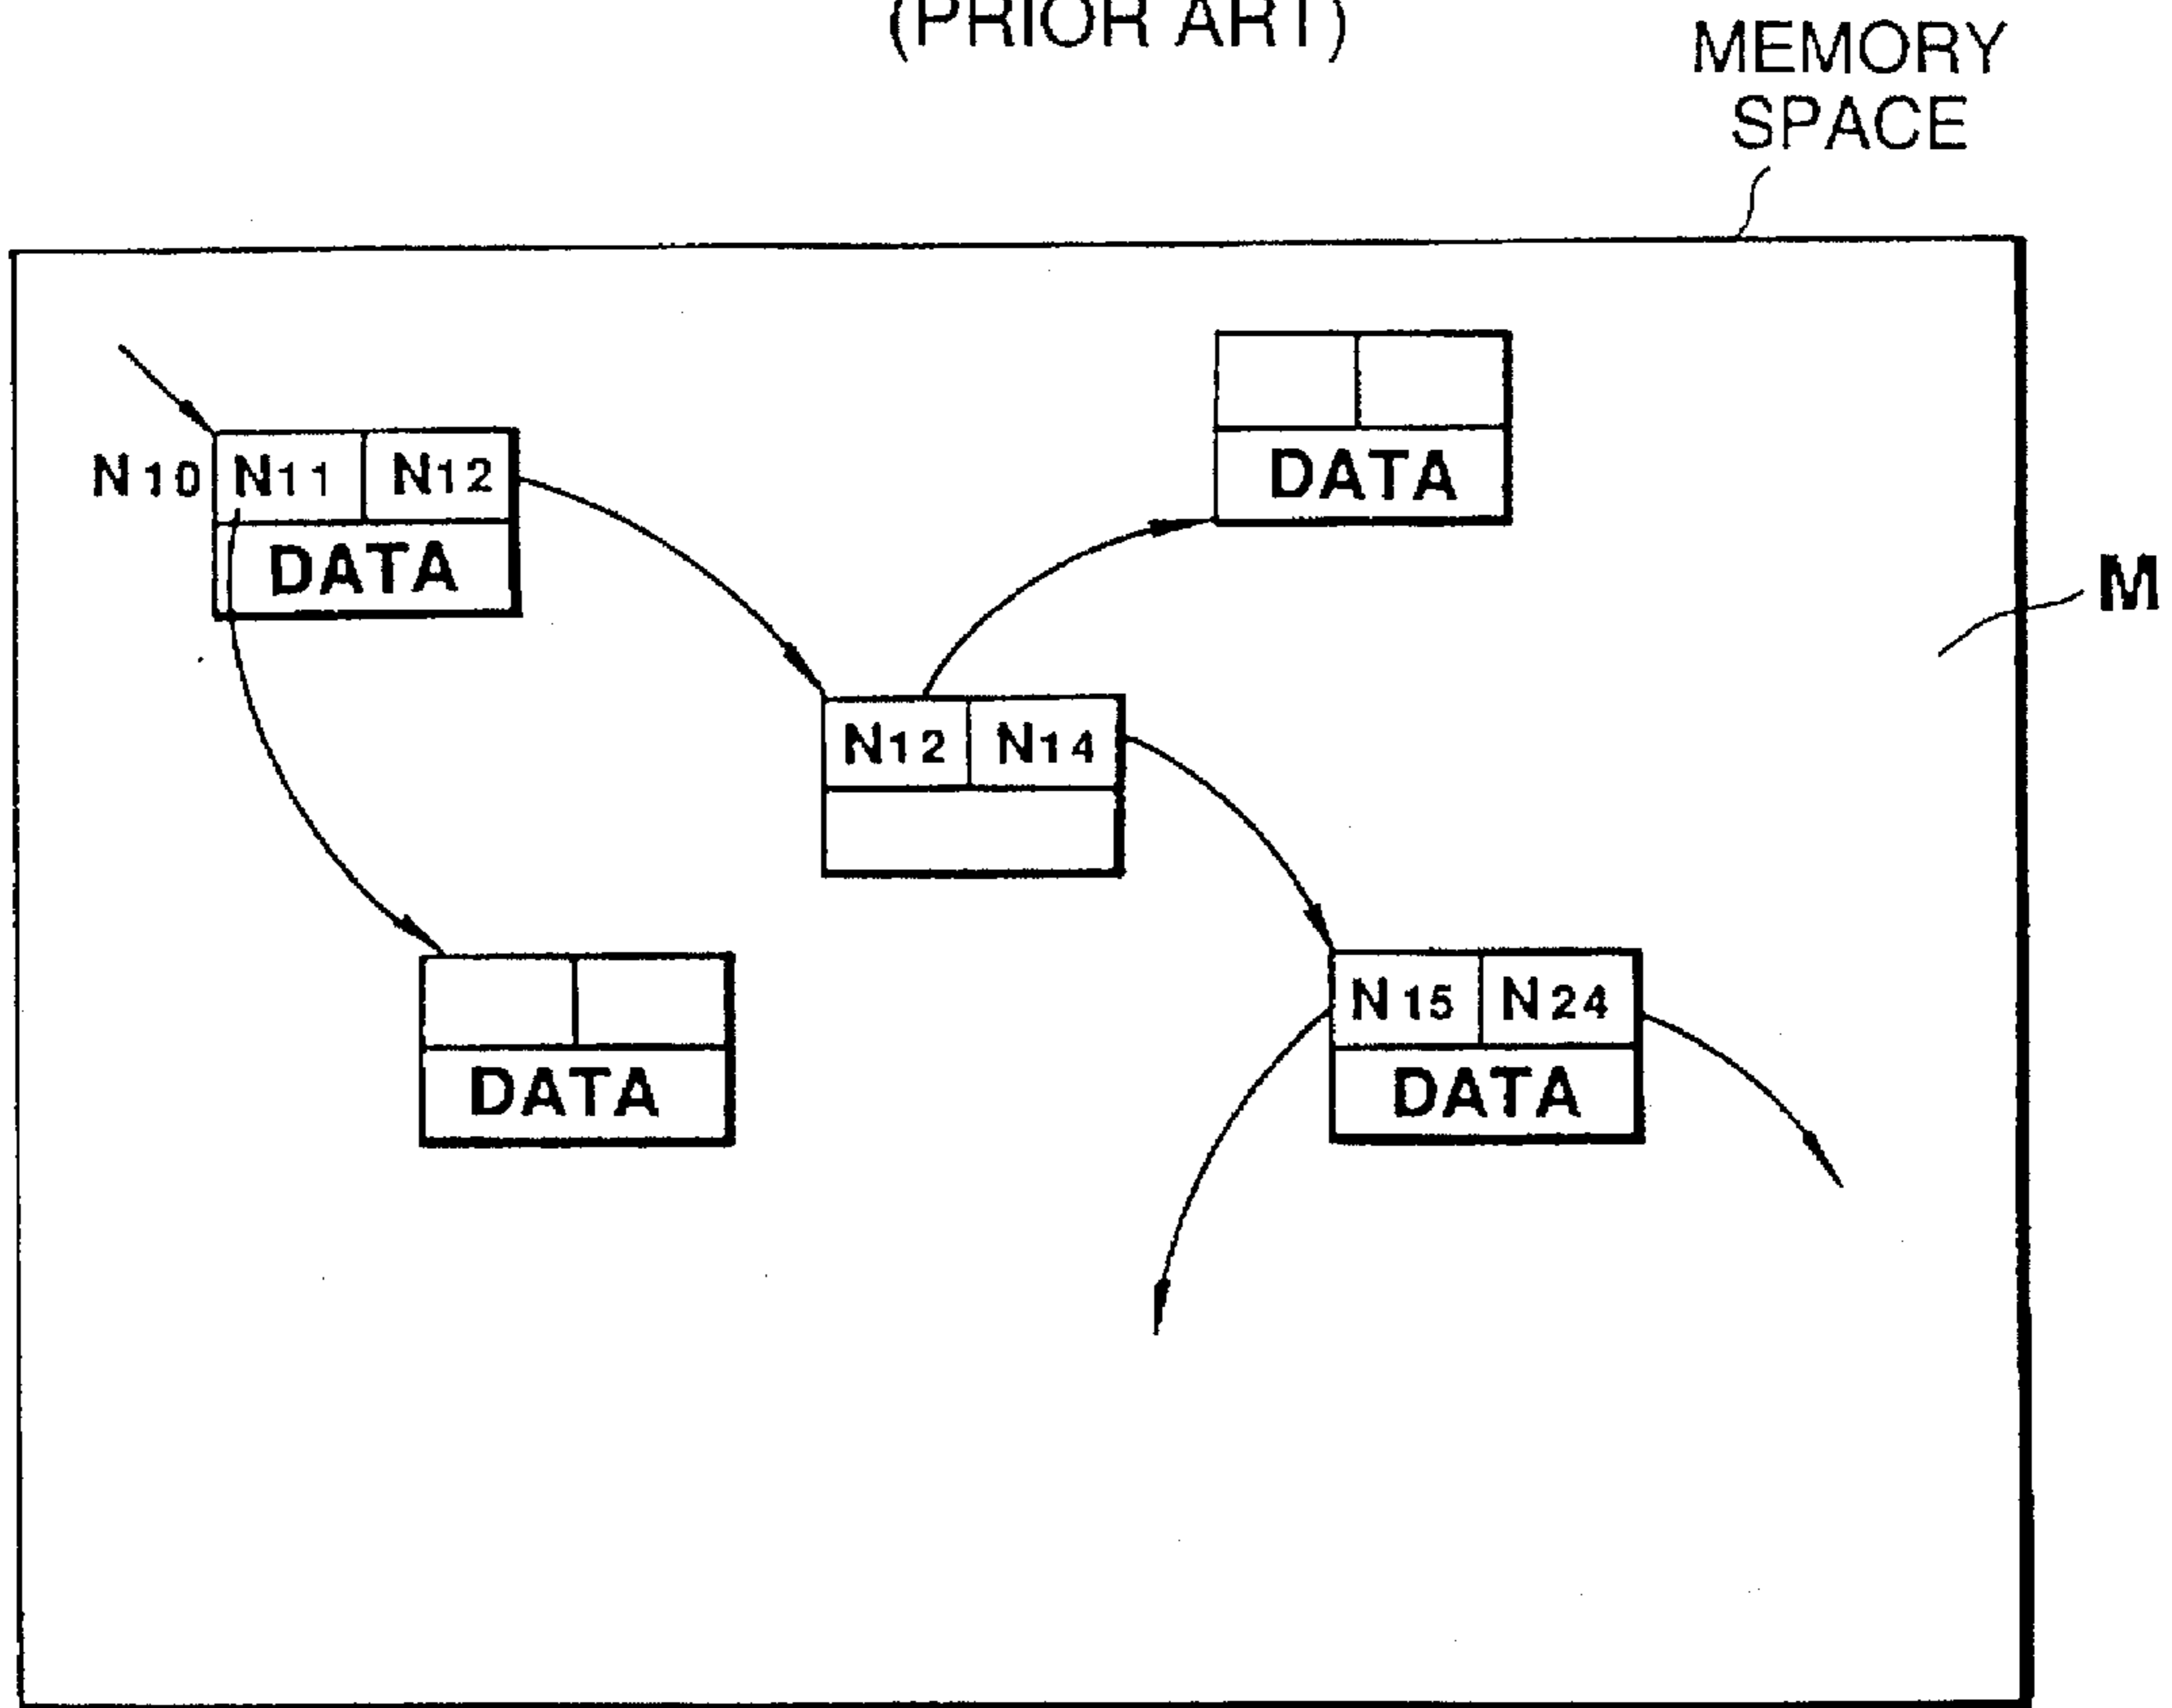 (PRIOR ART)
MEMORY
SPACE
N10 N11 N12
DATA
DATA
M
N12 N14
N15 N24
DATA
DATA